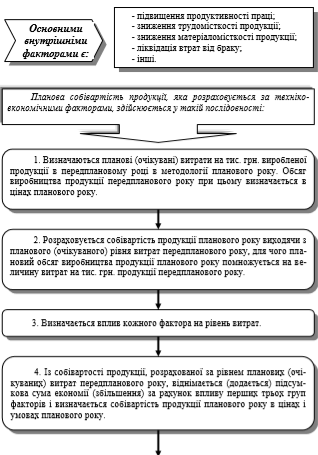 Основними
внутрішніми
факторами є:
- підвищення продуктивності праці;
- зниження трудомісткості продукції;
- зниження матеріаломісткості продукції;
- ліквідація втрат від браку;
- інші.
Планова собівартість продукції, яка розраховується за техніко-
економічними факторами, здійснюється у такій послідовності:
1. Визначаються планові (очікувані) витрати на тис. грн. виробленої
продукції в передплановому році в методології планового року. Обсяг
виробництва продукції передпланового року при цьому визначається в
цінах планового року.
2. Розраховується собівартість продукції планового року виходячи з
планового (очікуваного) рівня витрат передпланового року, для чого пла-
новий обсяг виробництва продукції планового року помножується на ве-
личину витрат на тис. грн. продукції передпланового року.
3. Визначається вплив кожного фактора на рівень витрат.
4. Із собівартості продукції, розрахованої за рівнем планових (очі-
куваних) витрат передпланового року, віднімається (додається) підсум-
кова сума економії (збільшення) за рахунок впливу перших трьох груп
факторів і визначається собівартість продукції планового року в цінах і
умовах планового року.